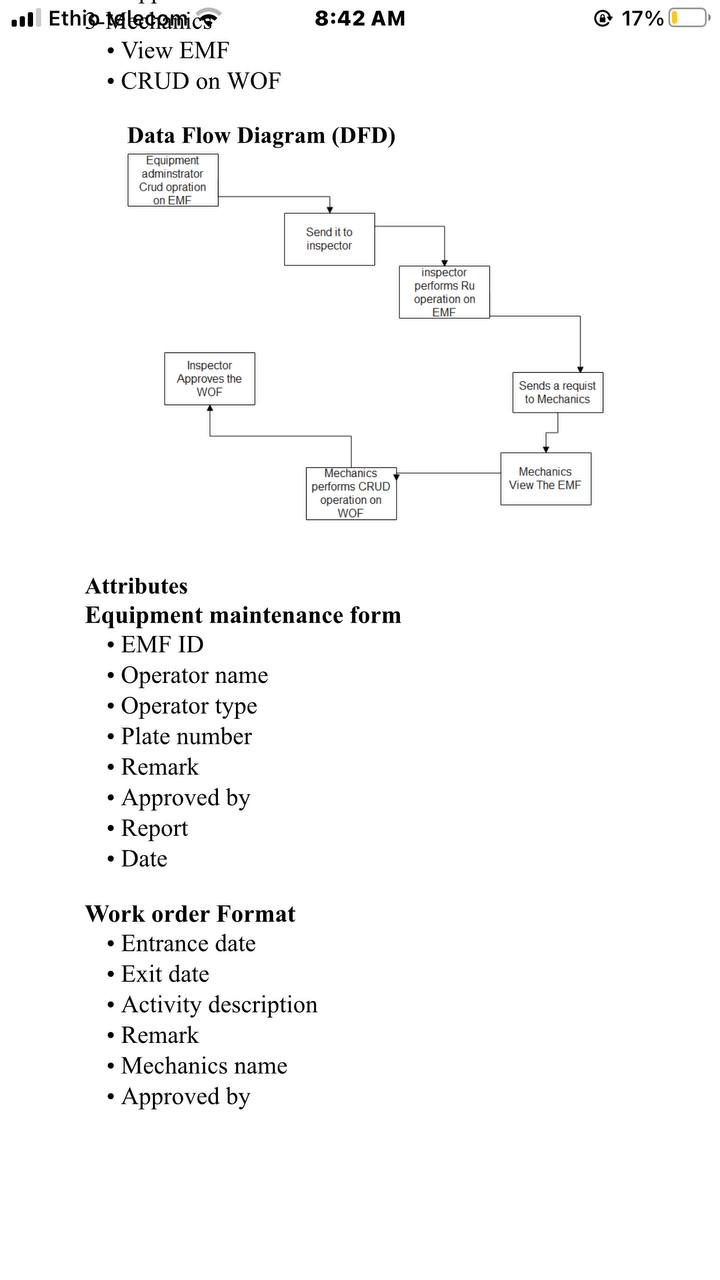 Ethio telecom 8:42 AM 17%
3- Mechanics
• View EMF
• CRUD on WOF
Data Flow Diagram (DFD)
Equipment
adminstrator
Crud opration
on EMF
Send it to
inspector
inspector
performs Ru
operation on
EMF
Sends a requist
to Mechanics
Mechanics
View The EMF
Mechanics
performs CRUD
operation on
WOF
Inspector
Approves the
WOF
Attributes
Equipment maintenance form
• EMF ID
• Operator name
• Operator type
• Plate number
• Remark
• Approved by
• Report
• Date
Work order Format
• Entrance date
• Exit date
• Activity description
• Remark
• Mechanics name
• Approved by